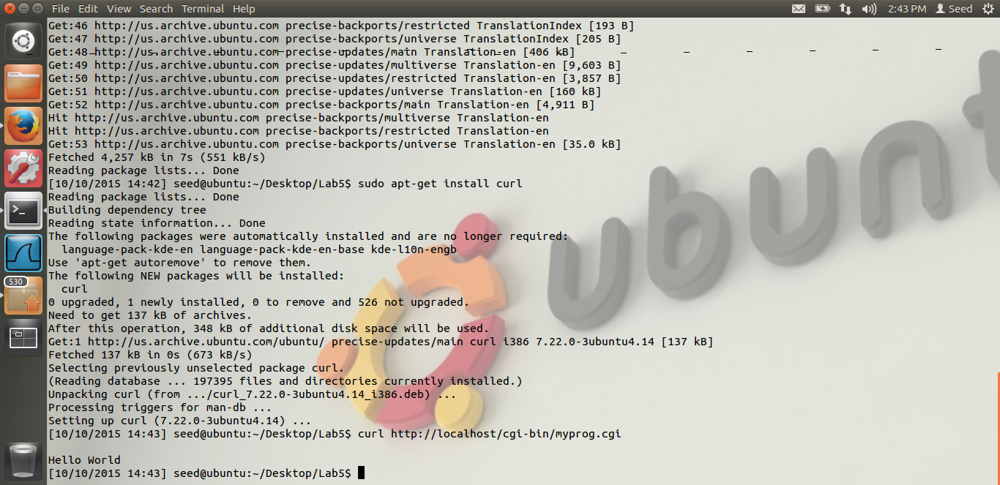 File Edit View Search Terminal Help 2:43 PM Seed
Get:46 http://us.archive.ubuntu.com precise-backports/restricted TranslationIndex [193 B]
Get:47 http://us.archive.ubuntu.com precise-backports/universe TranslationIndex [205 B]
Get:48 http://us.archive.ubuntu.com precise-updates/main Translation-en [406 kB]
Get:49 http://us.archive.ubuntu.com precise-updates/multiverse Translation-en [9,603 B]
Get:50 http://us.archive.ubuntu.com precise-updates/restricted Translation-en [3,857 B]
Get:51 http://us.archive.ubuntu.com precise-updates/universe Translation-en [160 kB]
Get:52 http://us.archive.ubuntu.com precise-backports/main Translation-en [4,911 B]
Hit http://us.archive.ubuntu.com precise-backports/multiverse Translation-en
Hit http://us.archive.ubuntu.com precise-backports/restricted Translation-en
Get:53 http://us.archive.ubuntu.com precise-backports/universe Translation-en [35.0 kB]
Fetched 4,257 kB in 7s (551 kB/s)
Reading package lists... Done
[10/10/2015 14:42] seed@ubuntu:~/Desktop/Lab5$ sudo apt-get install curl
Reading package lists... Done
Building dependency tree
Reading state information... Done
The following packages were automatically installed and are no longer required:
  language-pack-kde-en language-pack-kde-en-base kde-l10n-engb
Use 'apt-get autoremove' to remove them.
The following NEW packages will be installed:
  curl
0 upgraded, 1 newly installed, 0 to remove and 526 not upgraded.
Need to get 137 kB of archives.
After this operation, 348 kB of additional disk space will be used.
Get:1 http://us.archive.ubuntu.com/ubuntu/ precise-updates/main curl i386 7.22.0-3ubuntu4.14 [137 kB]
Fetched 137 kB in 0s (673 kB/s)
Selecting previously unselected package curl.
(Reading database ... 197395 files and directories currently installed.)
Unpacking curl (from .../curl_7.22.0-3ubuntu4.14_i386.deb) ...
Processing triggers for man-db ...
Setting up curl (7.22.0-3ubuntu4.14) ...
[10/10/2015 14:43] seed@ubuntu:~/Desktop/Lab5$ curl http://localhost/cgi-bin/myprog.cgi
Hello World
[10/10/2015 14:43] seed@ubuntu:~/Desktop/Lab5$
530
ubunt